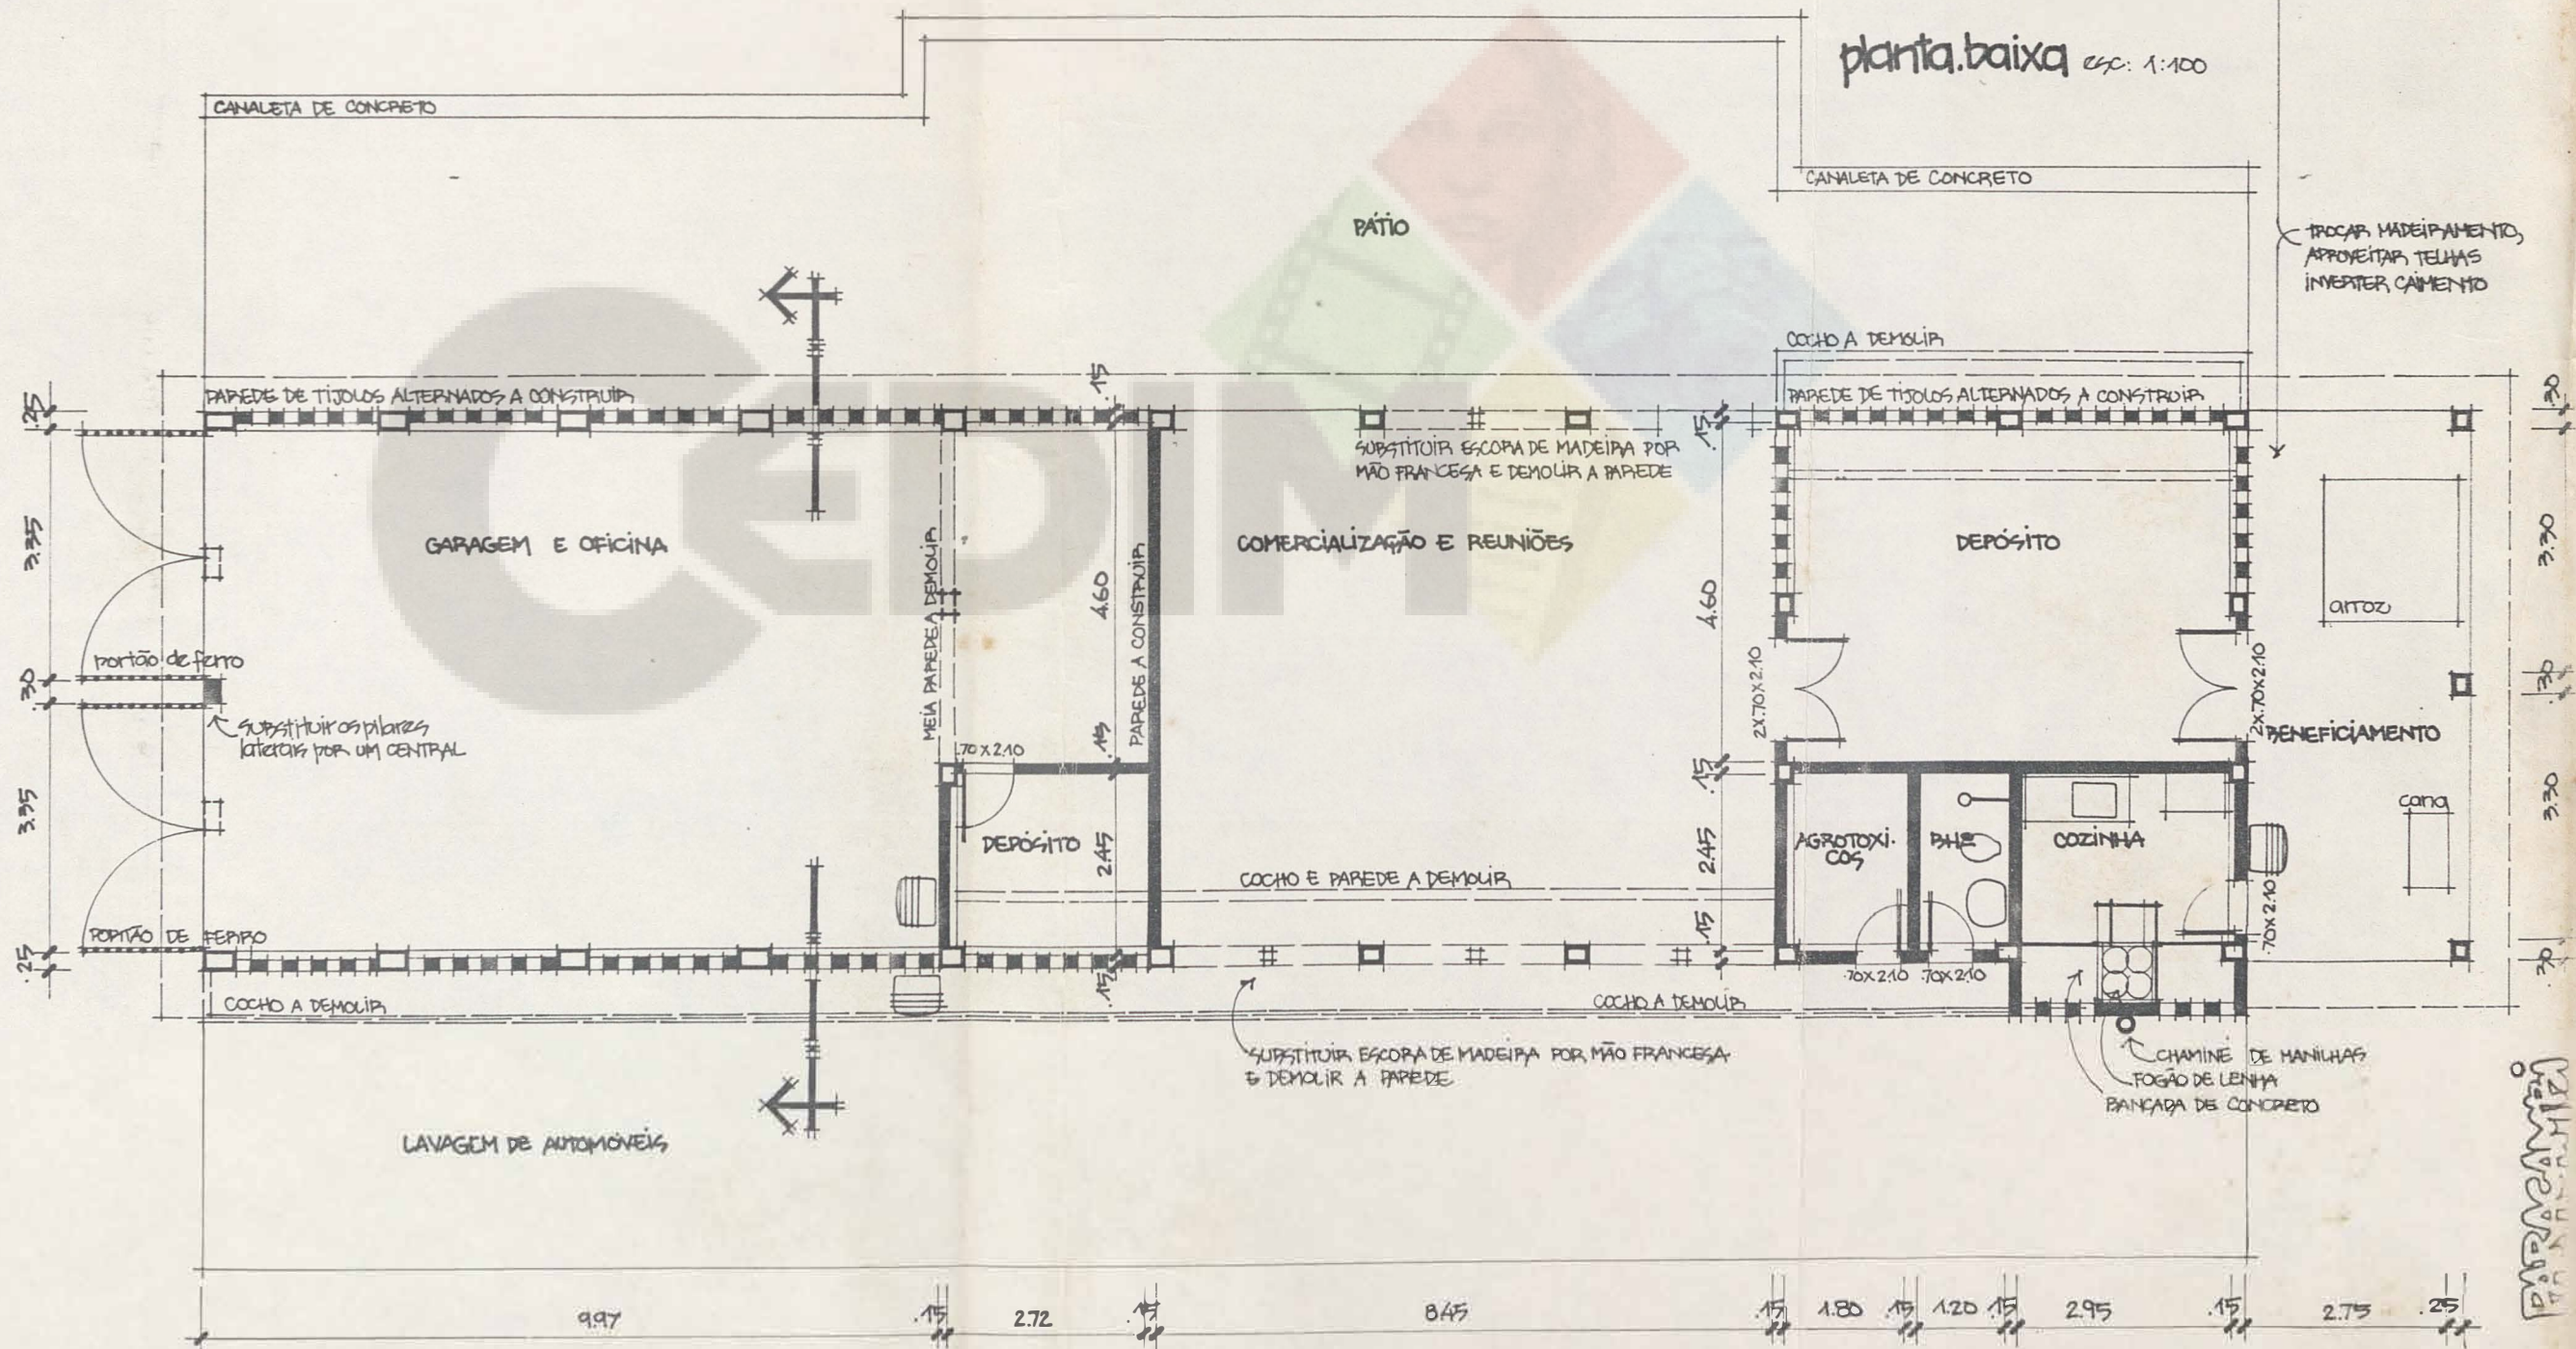 planta.baixa esc: 1:100
CANALETA DE CONCRETO
CANALETA DE CONCRETO
PÁTIO
TROCAR MADEIRAMENTO,
APROVEITAR TELHAS
INVERTER CAIMENTO
COCHO A DEMOLIR
PAREDE DE TIJOLOS ALTERNADOS A CONSTRUIR
PAREDE DE TIJOLOS ALTERNADOS A CONSTRUIR
SUBSTITUIR ESCORA DE MADEIRA POR
MÃO FRANCESA E DEMOLIR A PAREDE
CEDIM
GARAGEM E OFICINA
COMERCIALIZAÇÃO E REUNIÕES
DEPÓSITO
MEIA PAREDE A DEMOLIR
PAREDE A CONSTRUIR
arroz
portão de ferro
substituir os pilares
laterais por UM CENTRAL
BENEFICIAMENTO
.70 X 2.10
2X.70X2.10
2X.70X2.10
DEPÓSITO
AGROTOXI.
COS
BHE
COZINHA
cana
COCHO E PAREDE A DEMOLIR
PORTÃO DE FERRO
.70X2.10
.70X2.10
.70X2.10
COCHO A DEMOLIR
COCHO A DEMOLIR
SUBSTITUIR ESCORA DE MADEIRA POR MÃO FRANCESA
E DEMOLIR A PAREDE
CHAMINÉ DE MANILHAS
FOGÃO DE LENHA
BANCADA DE CONCRETO
LAVAGEM DE AUTOMÓVEIS
.25
3.35
.30
3.35
.25
.15
4.60
.15
2.45
.15
.15
4.60
.15
2.45
.15
.30
3.30
.30
3.30
.30
9.97 .15 2.72 .15 8.45 .15 1.80 .15 1.20 .15 2.95 .15 2.75 .25